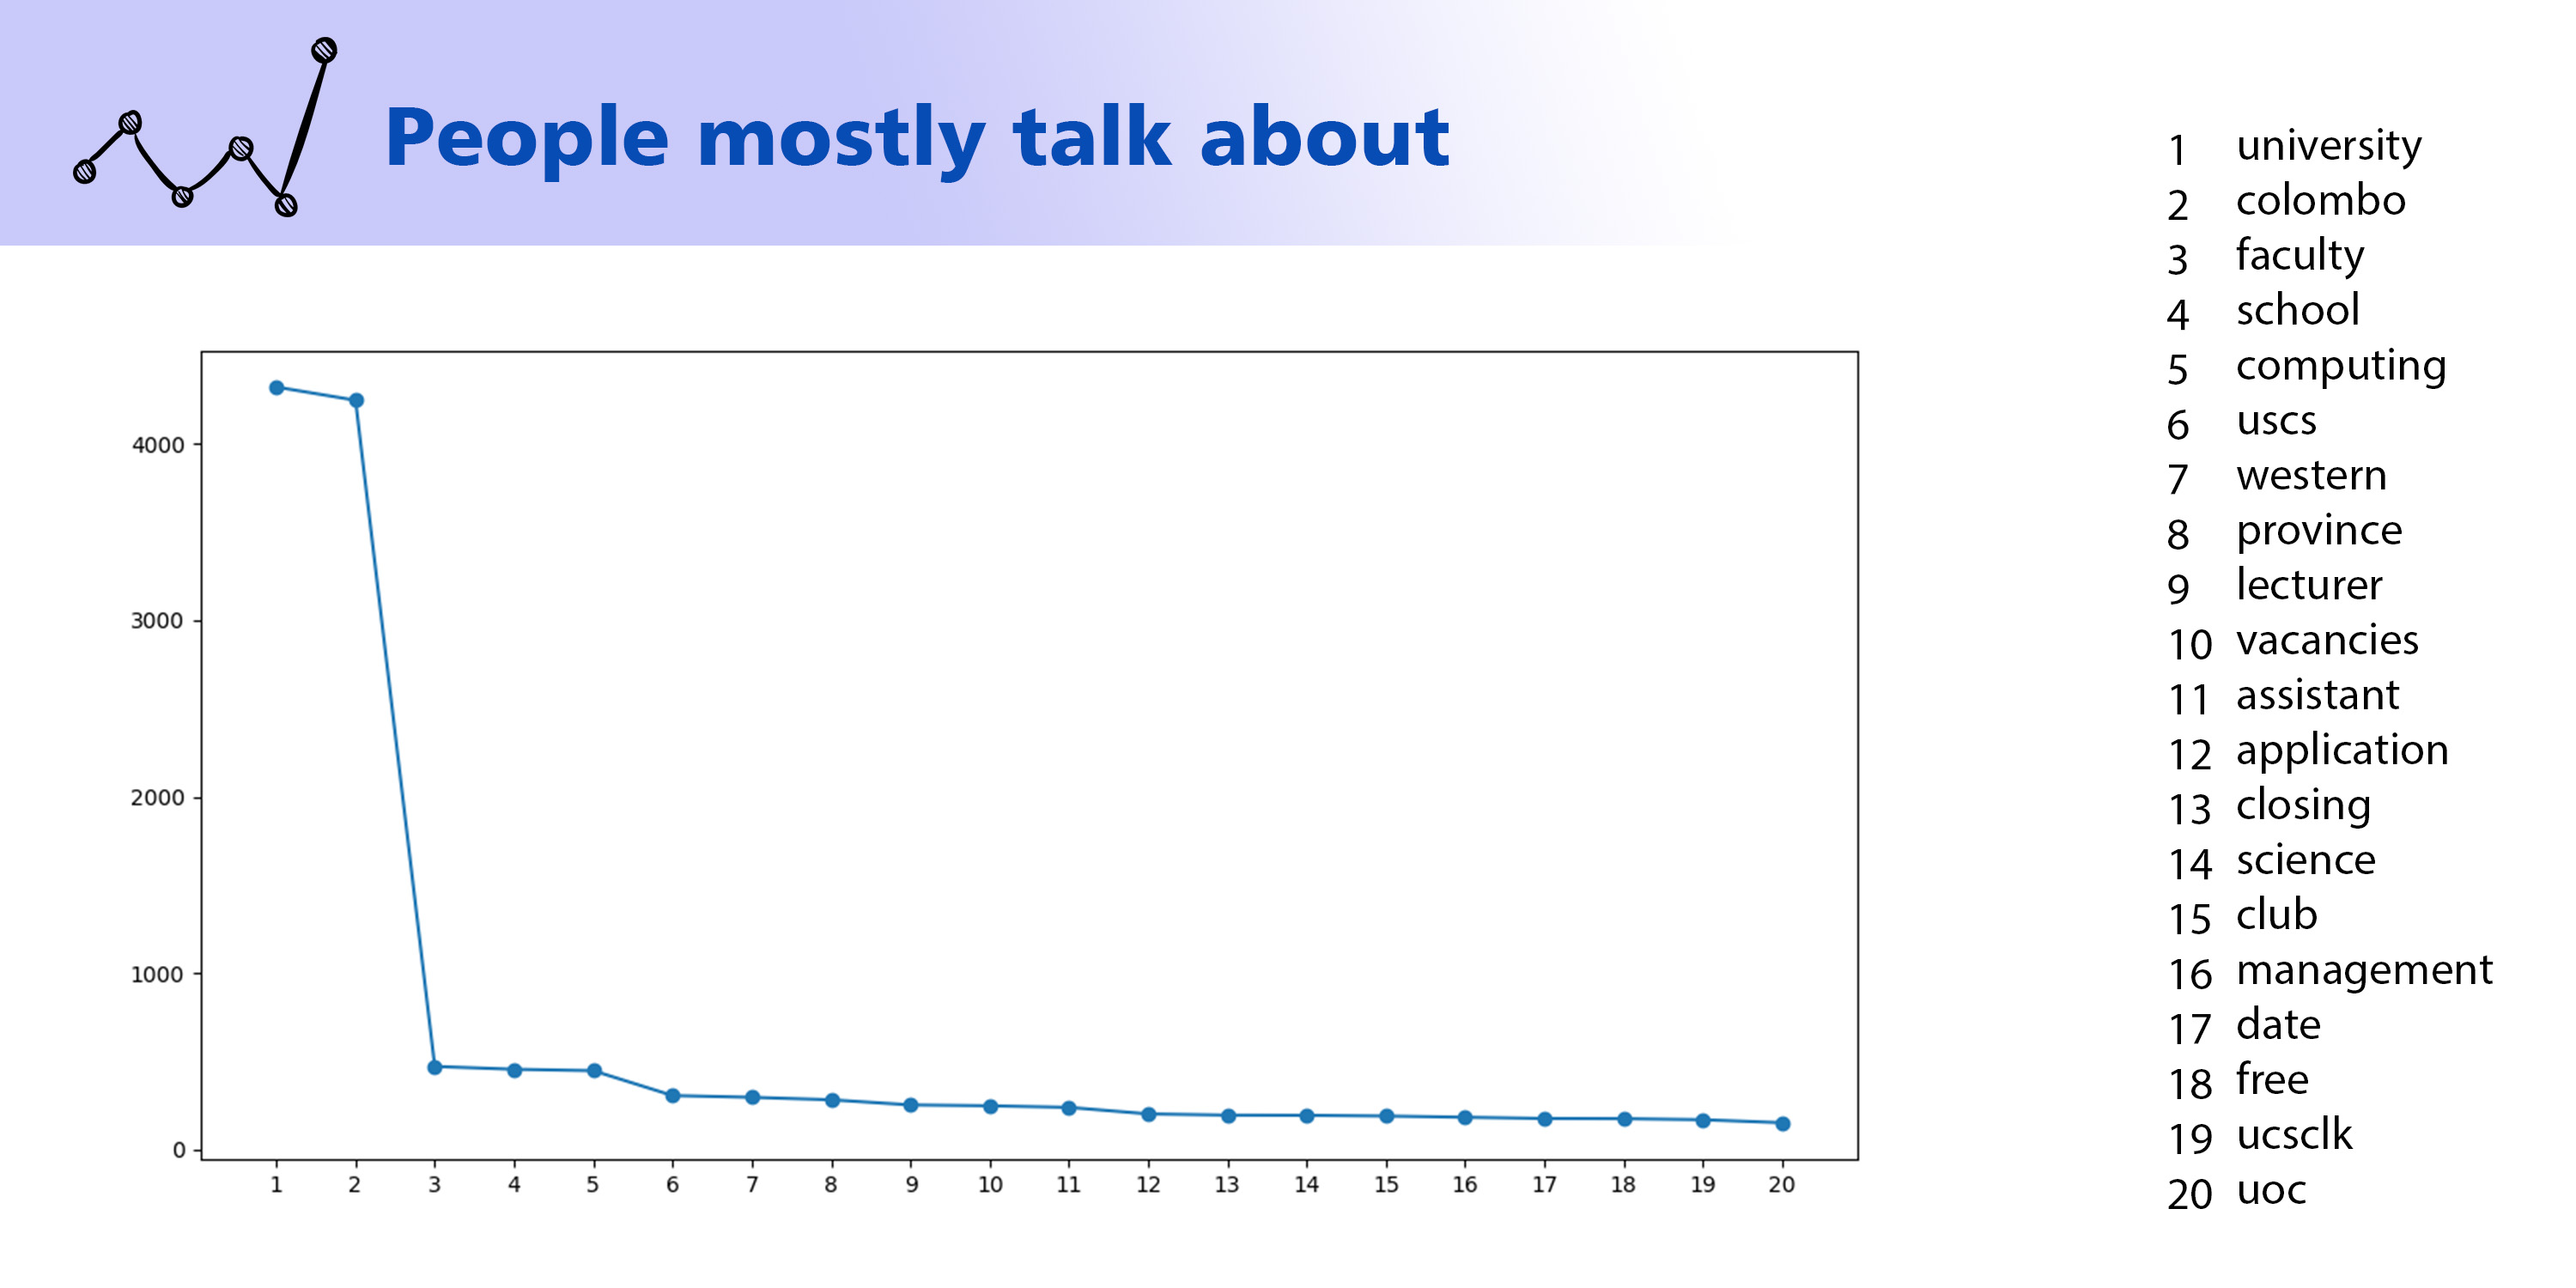 People mostly talk about
4000
3000
2000
1000
0
1 2 3 4 5 6 7 8 9 10 11 12 13 14 15 16 17 18 19 20
1 university
2 colombo
3 faculty
4 school
5 computing
6 uscs
7 western
8 province
9 lecturer
10 vacancies
11 assistant
12 application
13 closing
14 science
15 club
16 management
17 date
18 free
19 ucsclk
20 uoc